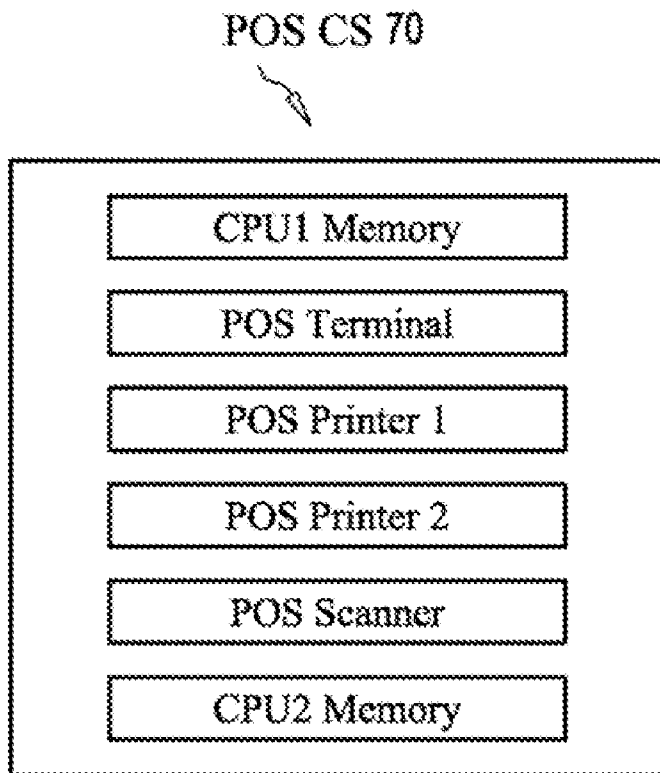 POS CS 70
CPU1 Memory
POS Terminal
POS Printer 1
POS Printer 2
POS Scanner
CPU2 Memory